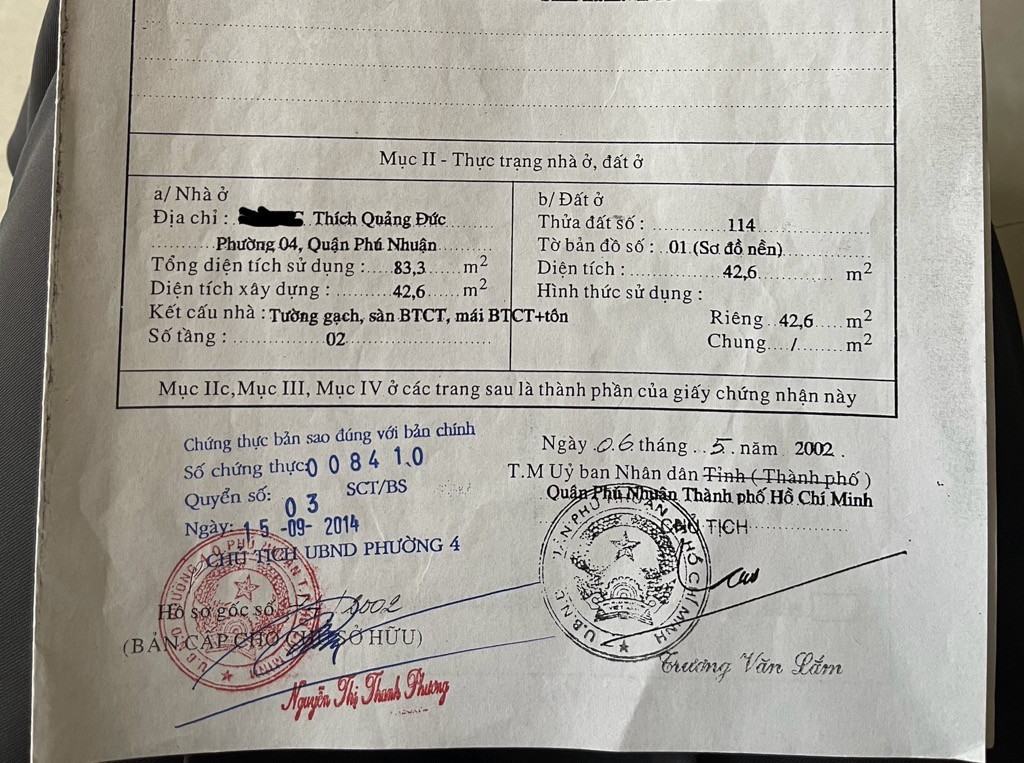 Mục II - Thực trạng nhà ở, đất ở
a/ Nhà ở
Địa chỉ : Thích Quảng Đức
Phường 04, Quận Phú Nhuận
Tổng diện tích sử dụng : 83,3 m2
Diện tích xây dựng : 42,6 m2
Kết cấu nhà : Tường gạch, sàn BTCT, mái BTCT+tôn
Số tầng : 02
b/ Đất ở
Thửa đất số : 114
Tờ bản đồ số : 01 (Sơ đồ nền)
Diện tích : 42,6 m2
Hình thức sử dụng :
Riêng 42,6 m2
Chung / m2
Mục IIc, Mục III, Mục IV ở các trang sau là thành phần của giấy chứng nhận này
Chứng thực bản sao đúng với bản chính
Số chứng thực: 00841.0
Quyển số: 03 SCT/BS
Ngày: 15-09-2014
CHỦ TỊCH UBND PHƯỜNG 4
Hồ sơ gốc số 2002
(BẢN CẤP CHO CHỦ SỞ HỮU)
Nguyễn Thị Thanh Phương
Ngày 06 tháng 5 năm 2002.
T.M Uỷ ban Nhân dân Tỉnh ( Thành phố )
Quận Phú Nhuận Thành phố Hồ Chí Minh
CHỦ TỊCH
Trương Văn Lắm